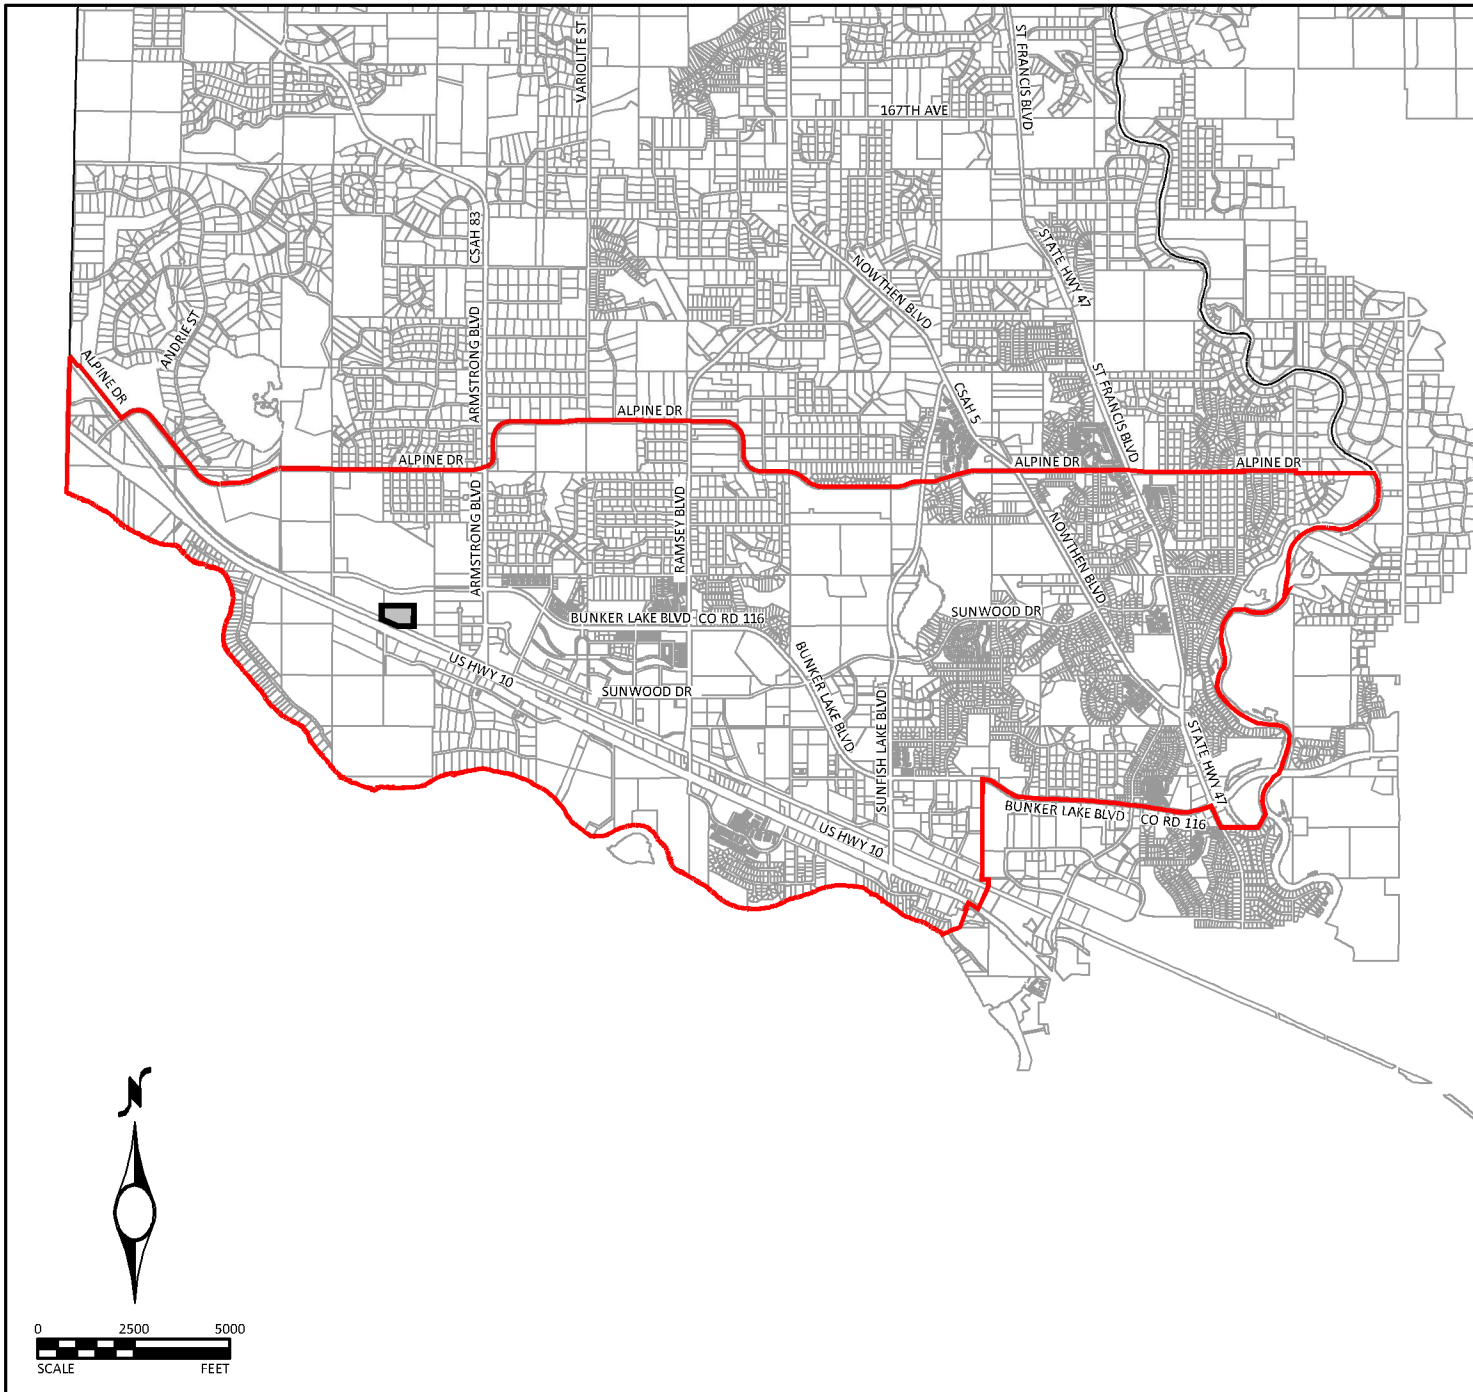 VARIOLITE ST
ST FRANCIS BLVD
167TH AVE
CSAH 83
STATE HWY 47
NOWTHEN BLVD
ANDRIE ST
ALPINE DR
ARMSTRONG BLVD
ALPINE DR
CSAH 5
ST FRANCIS BLVD
ALPINE DR
ALPINE DR
ALPINE DR
ARMSTRONG BLVD
RAMSEY BLVD
NOWTHEN BLVD
SUNWOOD DR
BUNKER LAKE BLVD CO RD 116
US HWY 10
SUNWOOD DR
BUNKER LAKE BLVD
SUNFISH LAKE BLVD
STATE HWY 47
BUNKER LAKE BLVD CO RD 116
US HWY 10
N
0 2500 5000
SCALE FEET